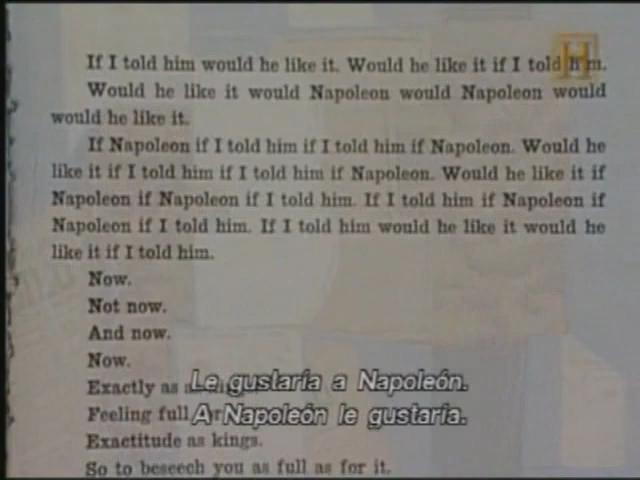 H
If I told him would he like it. Would he like it if I told him.
Would he like it would Napoleon would Napoleon would
would he like it.
If Napoleon if I told him if I told him if Napoleon. Would he
like it if I told him if I told him if Napoleon. Would he like it if
Napoleon if Napoleon if I told him. If I told him if Napoleon if
Napoleon if I told him. If I told him would he like it would he
like it if I told him.
Now.
Not now.
And now.
Now.
Exactly as as
Feeling full
Exactitude as kings.
So to beseech you as full as for it.
Le gustaría a Napoleón.
A Napoleón le gustaría.